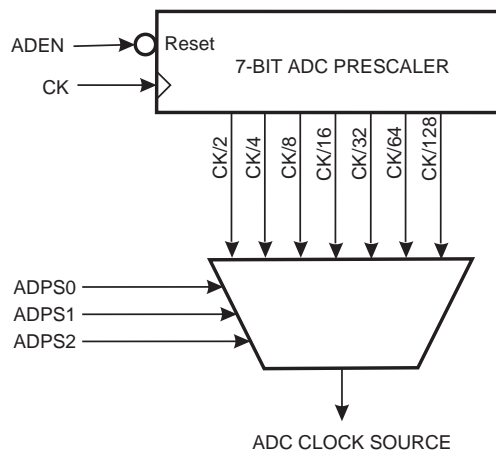 ADEN
Reset
7-BIT ADC PRESCALER
CK
CK/2
CK/4
CK/8
CK/16
CK/32
CK/64
CK/128
ADPS0
ADPS1
ADPS2
ADC CLOCK SOURCE